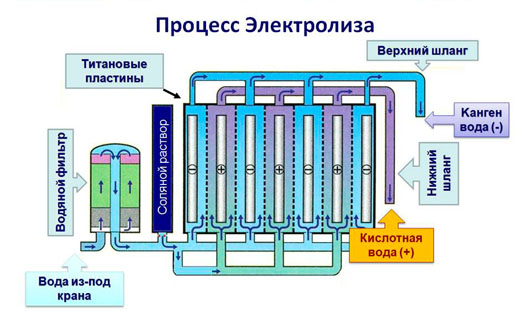 Процесс Электролиза
Верхний шланг
Титановые
пластины
Канген
вода (-)
Водяной фильтр
Соляной раствор
Нижний
шланг
Кислотная
вода (+)
Вода из-под
крана